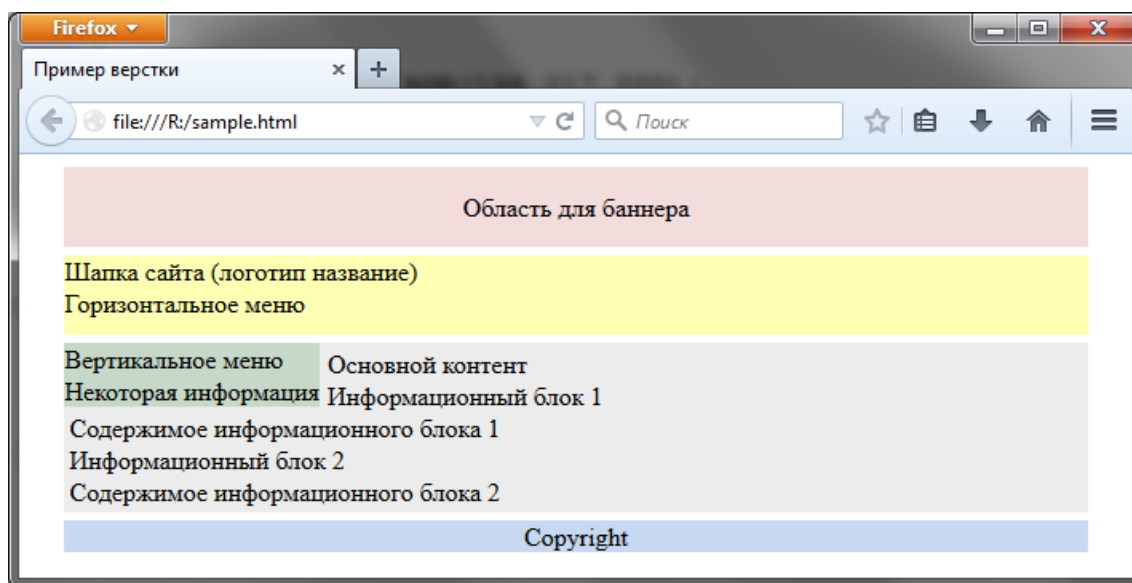 Firefox
Пример верстки
file:///R:/sample.html
Поиск
Область для баннера
Шапка сайта (логотип название)
Горизонтальное меню
Вертикальное меню
Некоторая информация
Основной контент
Информационный блок 1
Содержимое информационного блока 1
Информационный блок 2
Содержимое информационного блока 2
Copyright